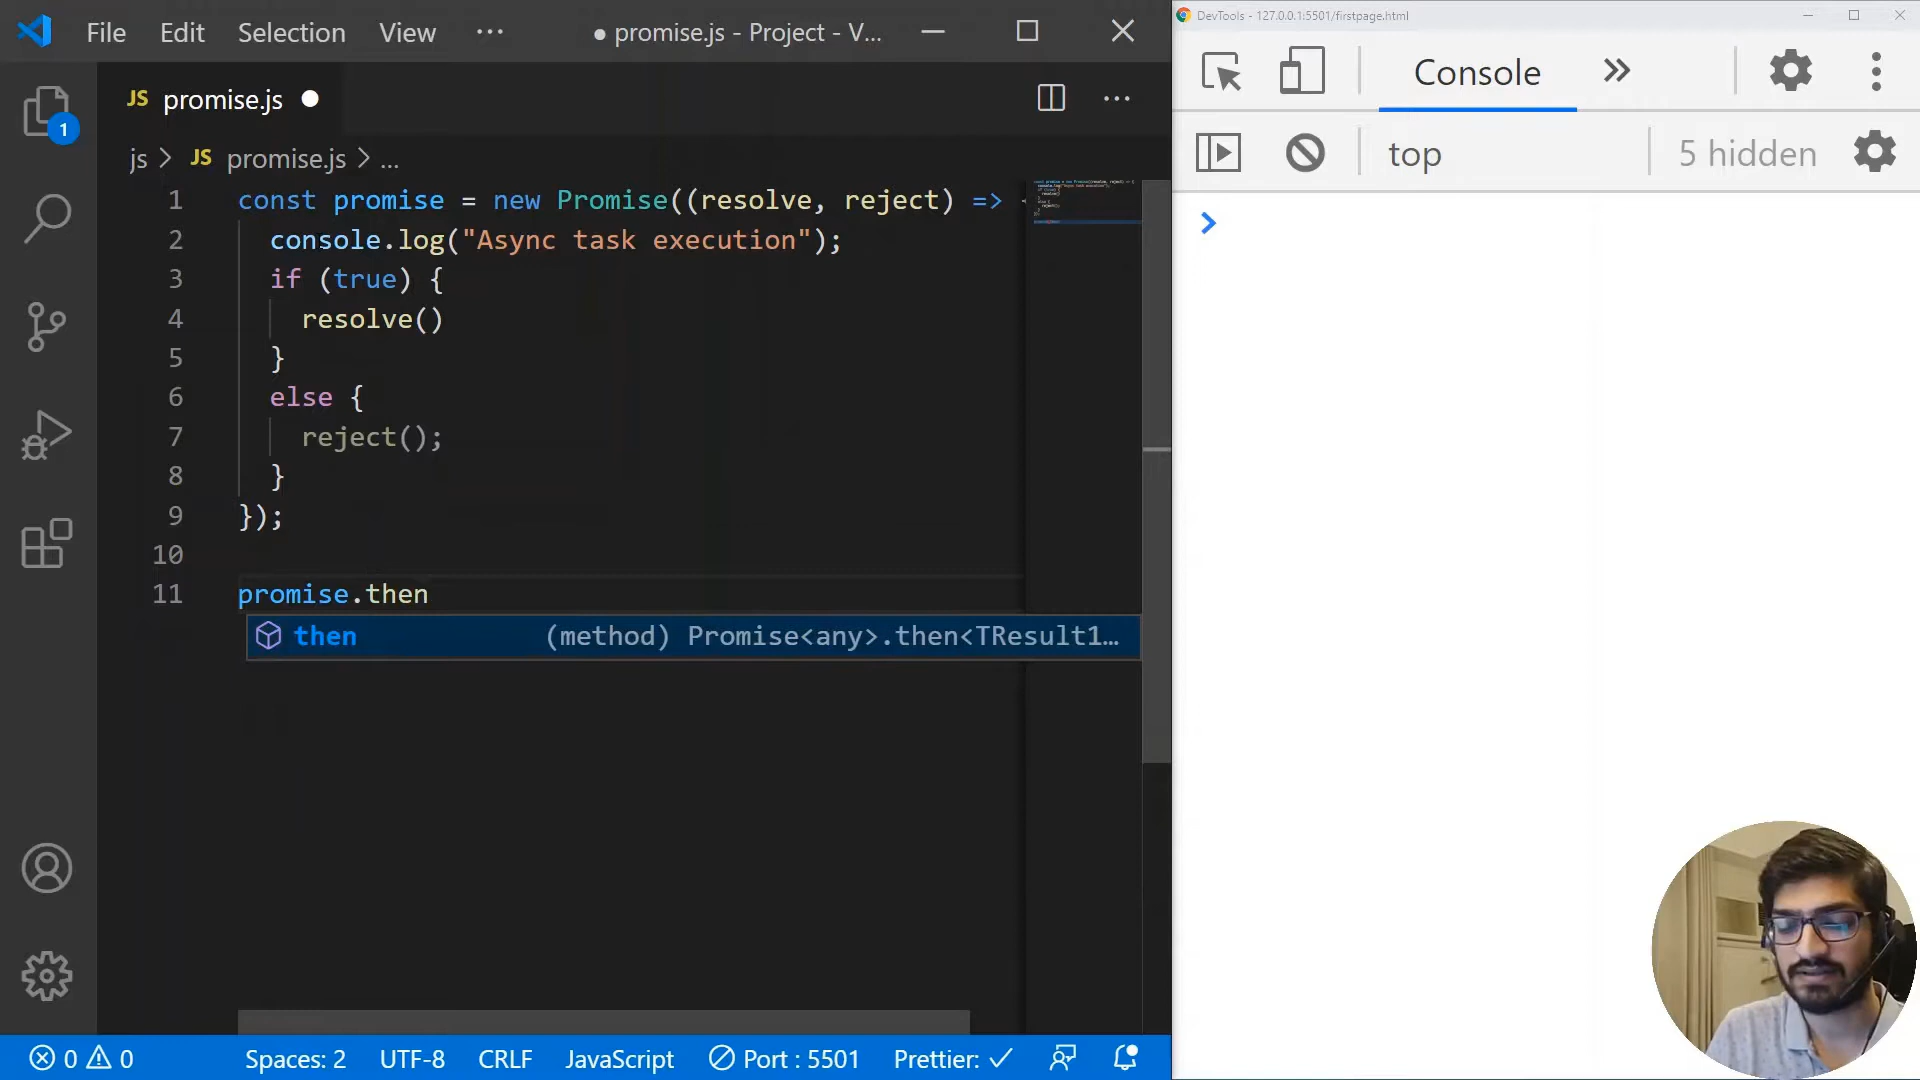 File Edit Selection View ··· ● promise.js - Project - V...
JS promise.js ●
js > JS promise.js > ...
1 const promise = new Promise((resolve, reject) =>
2 console.log("Async task execution");
3 if (true) {
4 resolve()
5 }
6 else {
7 reject();
8 }
9 });
10
11 promise.then
then (method) Promise<any>.then<TResult1…
1
0 0 Spaces: 2 UTF-8 CRLF JavaScript Port : 5501 Prettier: ✓
DevTools - 127.0.0.1:5501/firstpage.html
Console
top 5 hidden